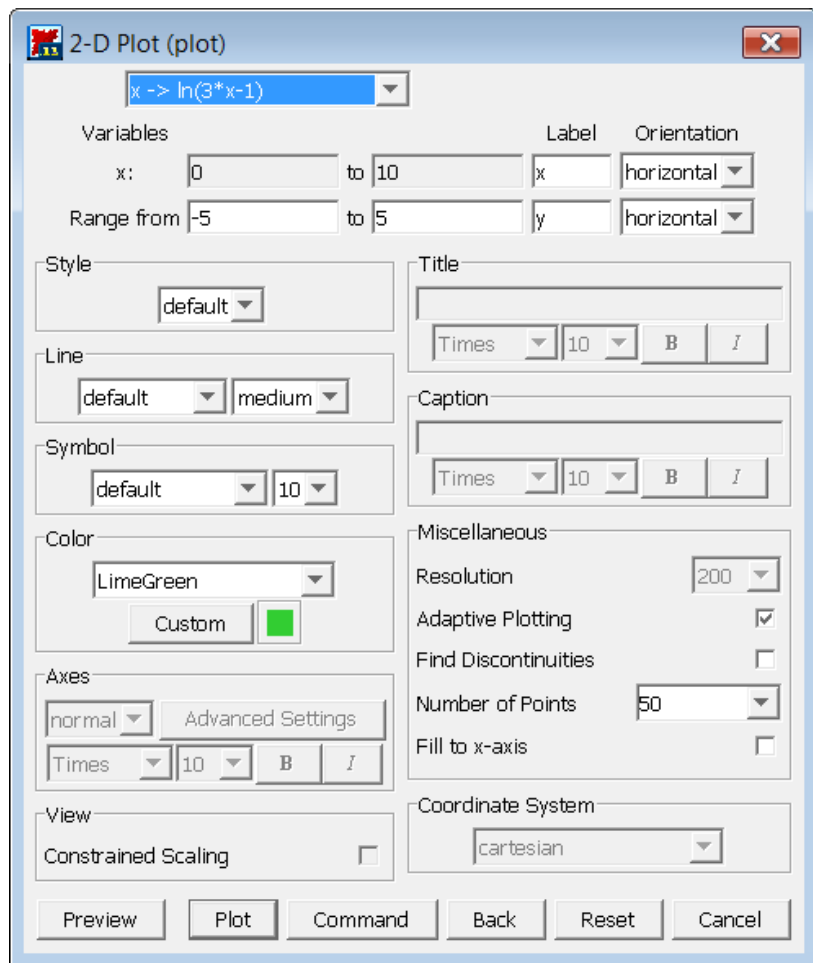 2-D Plot (plot)
x -> ln(3*x-1)
Variables Label Orientation
x: 0 to 10 x horizontal
Range from -5 to 5 y horizontal
Style
default
Line
default medium
Symbol
default 10
Color
LimeGreen
Custom
Axes
normal Advanced Settings
Times 10 B I
View
Constrained Scaling
Title
Times 10 B I
Caption
Times 10 B I
Miscellaneous
Resolution 200
Adaptive Plotting
Find Discontinuities
Number of Points 50
Fill to x-axis
Coordinate System
cartesian
Preview Plot Command Back Reset Cancel